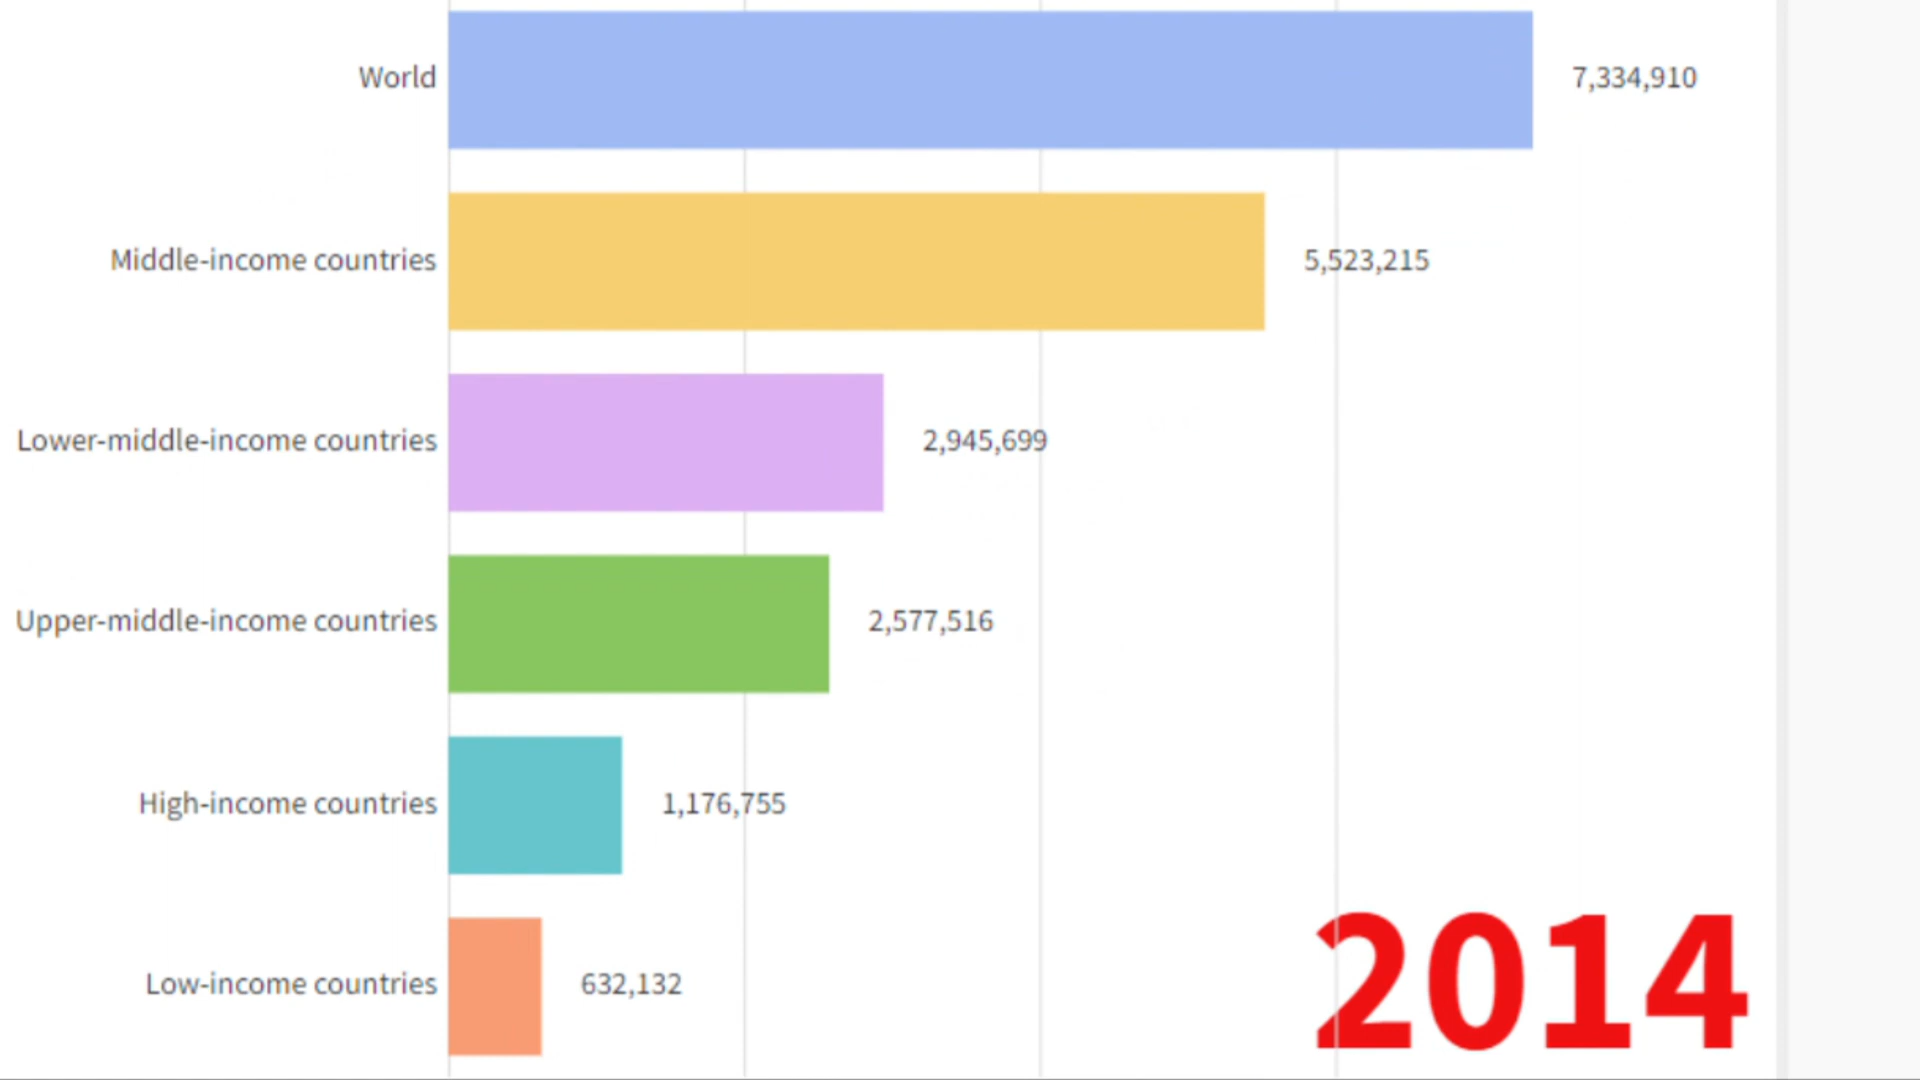 World 7,334,910
Middle-income countries 5,523,215
Lower-middle-income countries 2,945,699
Upper-middle-income countries 2,577,516
High-income countries 1,176,755
Low-income countries 632,132
2014